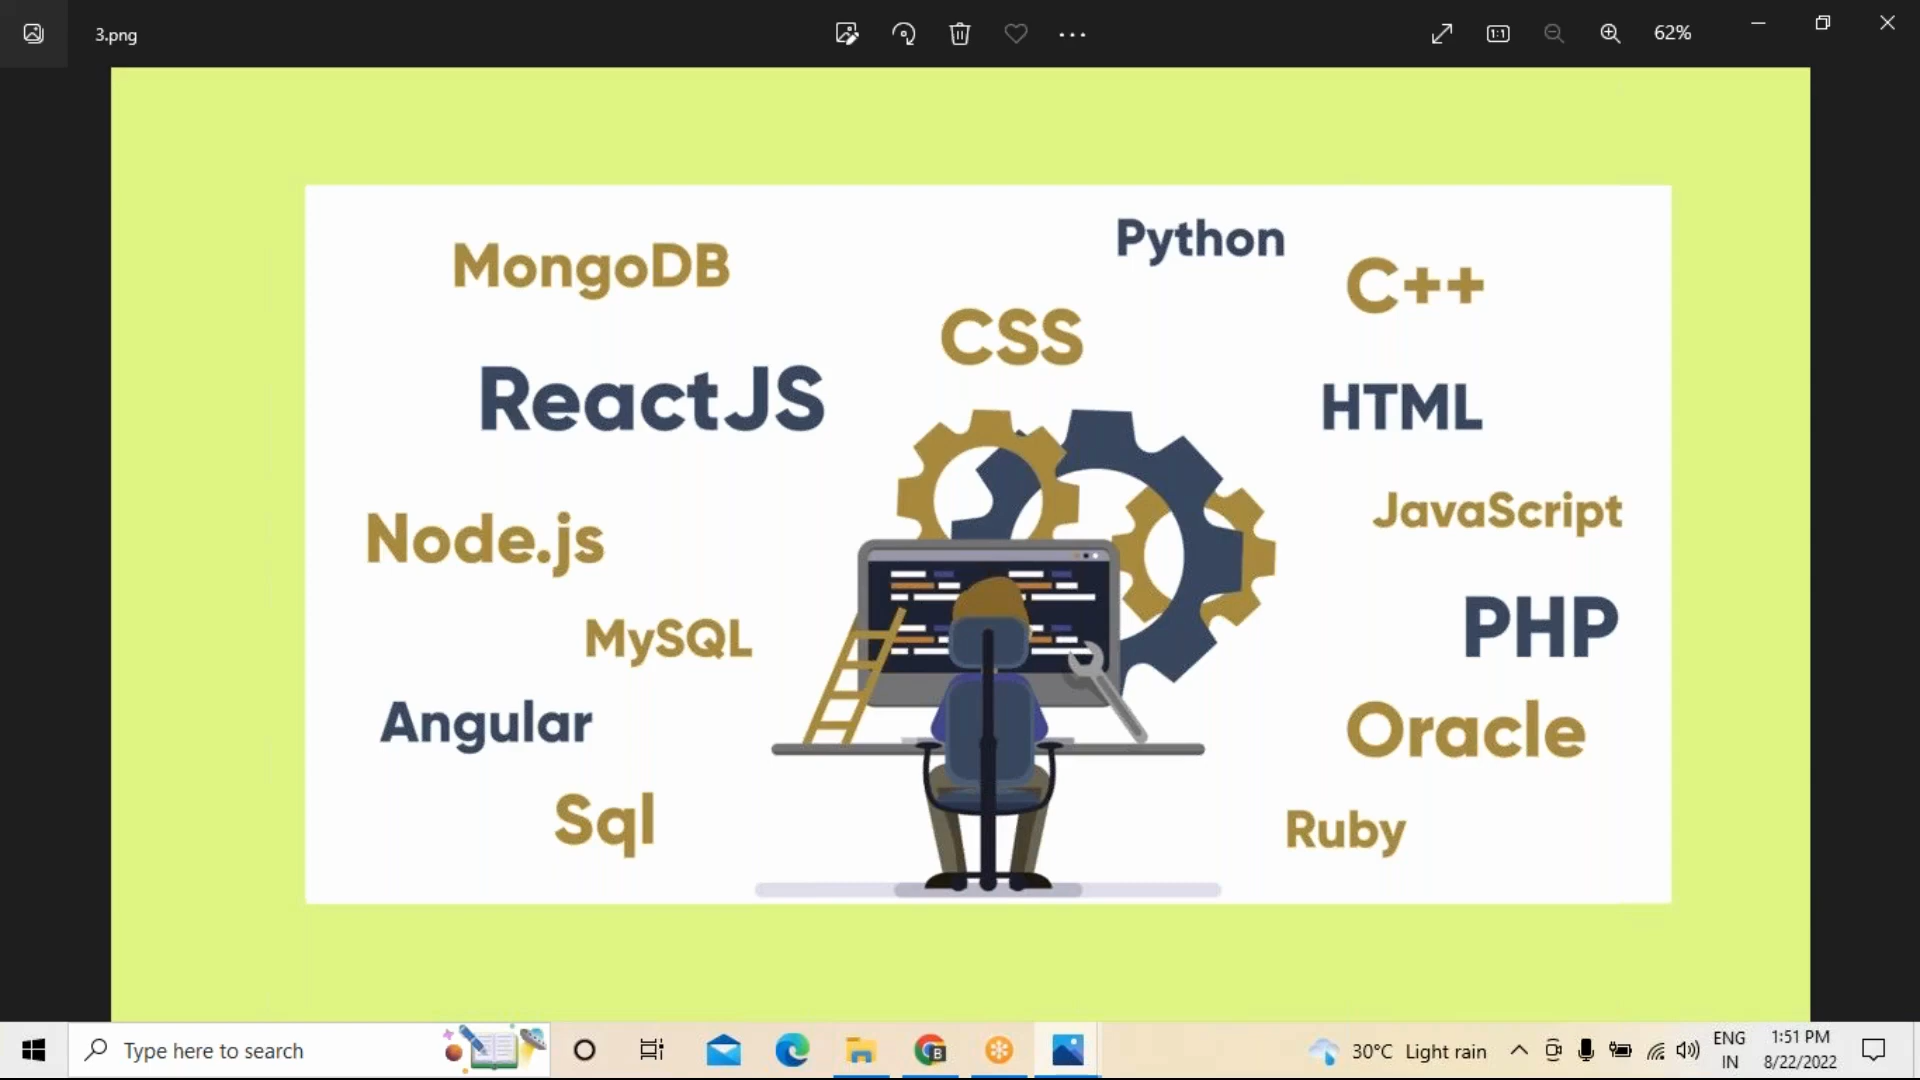 3.png
62%
MongoDB
Python
C++
CSS
ReactJS
HTML
JavaScript
Node.js
PHP
MySQL
Angular
Oracle
Sql
Ruby
Type here to search
30°C Light rain
ENG
IN
1:51 PM
8/22/2022